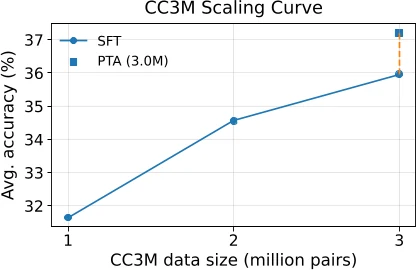 CC3M Scaling Curve
SFT
PTA (3.0M)
Avg. accuracy (%)
37
36
35
34
33
32
1 2 3
CC3M data size (million pairs)